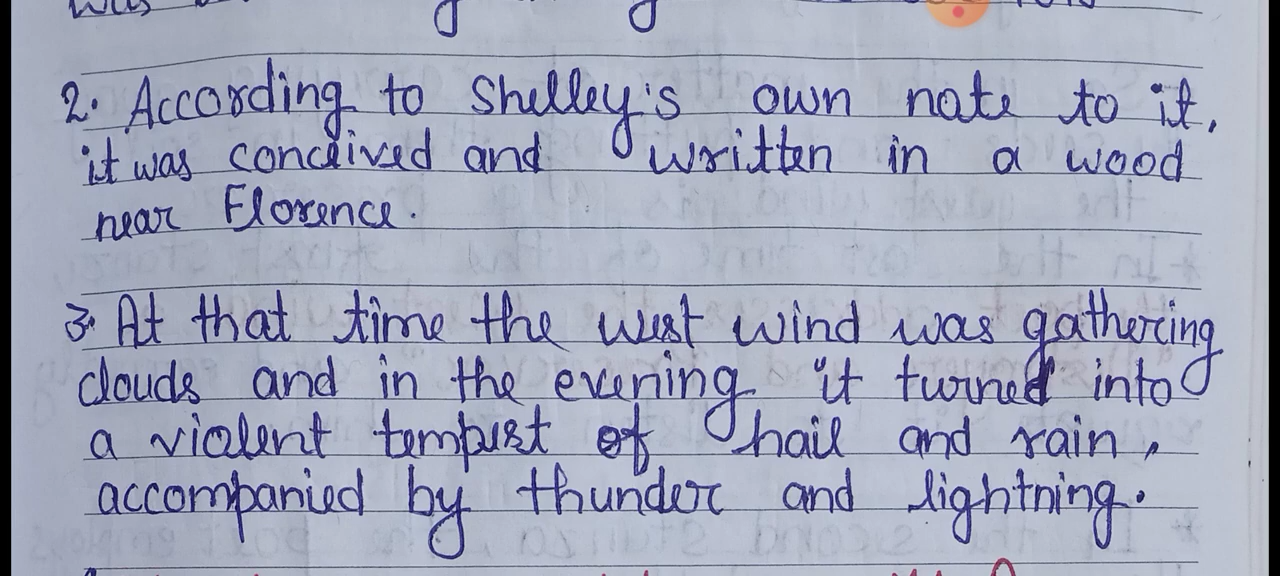 was
2. According to Shelley's own note to it,
it was conceived and written in a wood
near Florence.
3. At that time the west wind was gathering
clouds and in the evening it turned into
a violent tempest of hail and rain,
accompanied by thunder and lightning.